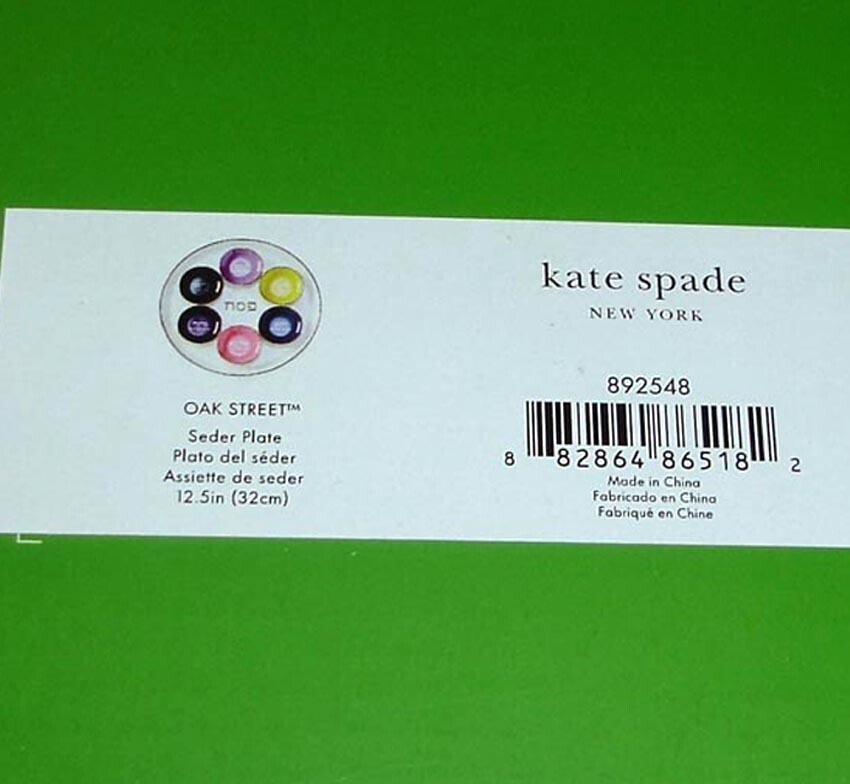 פסח
OAK STREET™
Seder Plate
Plato del séder
Assiette de seder
12.5in (32cm)
kate spade
NEW YORK
892548
8 82864 86518 2
Made in China
Fabricado en China
Fabriqué en Chine